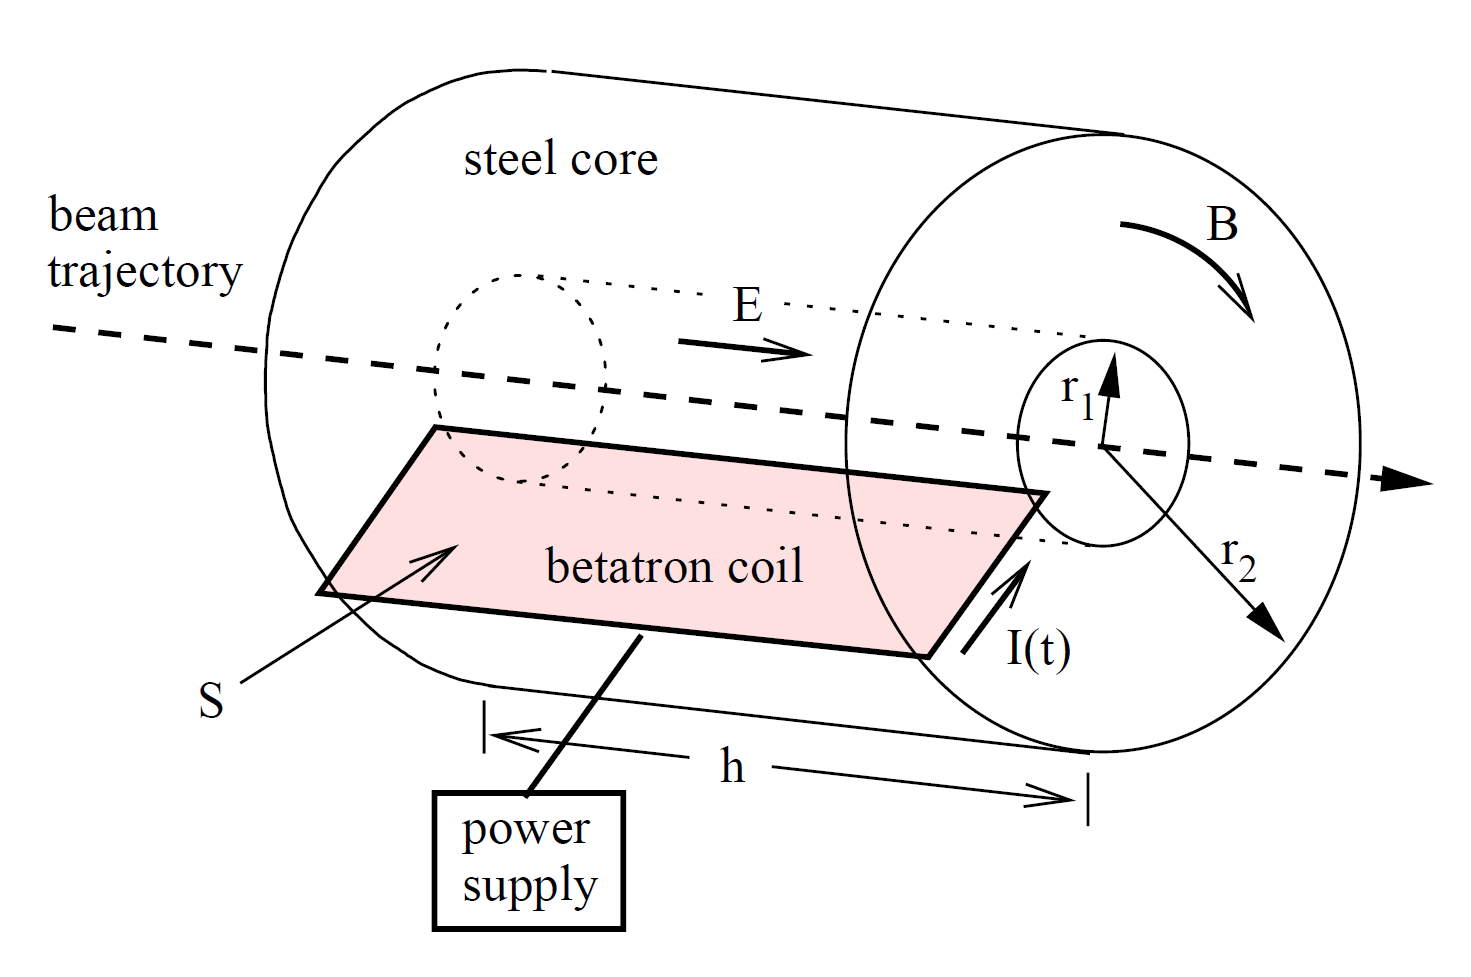 steel core
beam
trajectory
B
E
r1
r2
betatron coil
I(t)
S
h
power
supply